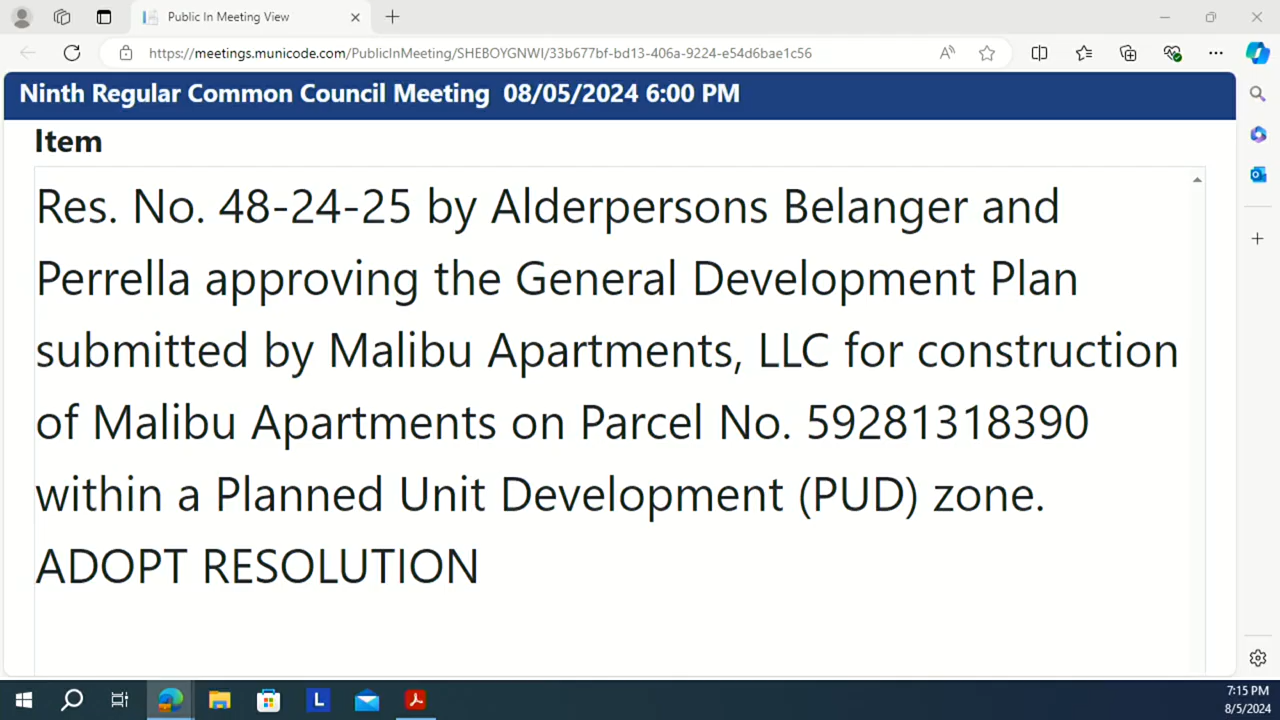 Public In Meeting View
https://meetings.municode.com/PublicInMeeting/SHEBOYGNWI/33b677bf-bd13-406a-9224-e54d6bae1c56
Ninth Regular Common Council Meeting 08/05/2024 6:00 PM
Item
Res. No. 48-24-25 by Alderpersons Belanger and
Perrella approving the General Development Plan
submitted by Malibu Apartments, LLC for construction
of Malibu Apartments on Parcel No. 59281318390
within a Planned Unit Development (PUD) zone.
ADOPT RESOLUTION
L
7:15 PM
8/5/2024